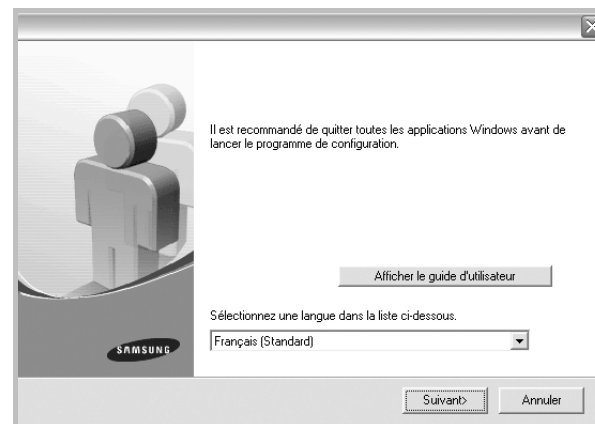 Il est recommandé de quitter toutes les applications Windows avant de
lancer le programme de configuration.
Afficher le guide d'utilisateur
Sélectionnez une langue dans la liste ci-dessous.
Français (Standard)
SAMSUNG
Suivant>
Annuler